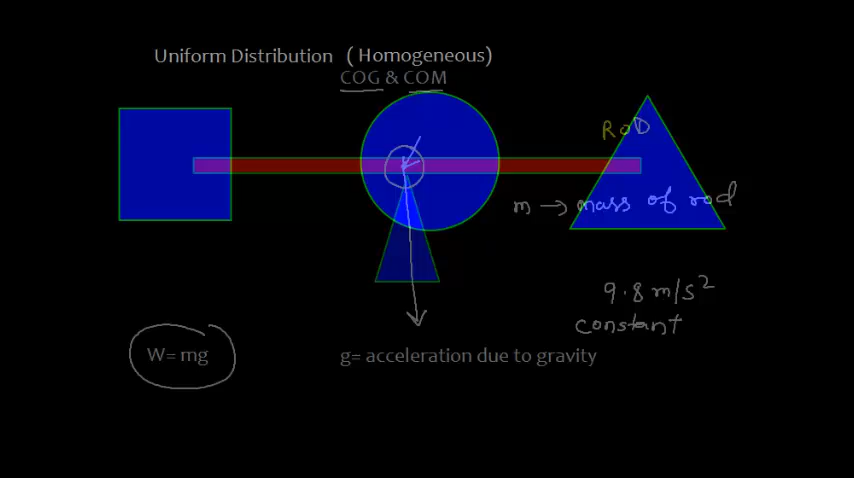 Uniform Distribution ( Homogeneous)
COG & COM
ROD
m → mass of rod
9.8 m/s²
constant
W= mg
g= acceleration due to gravity